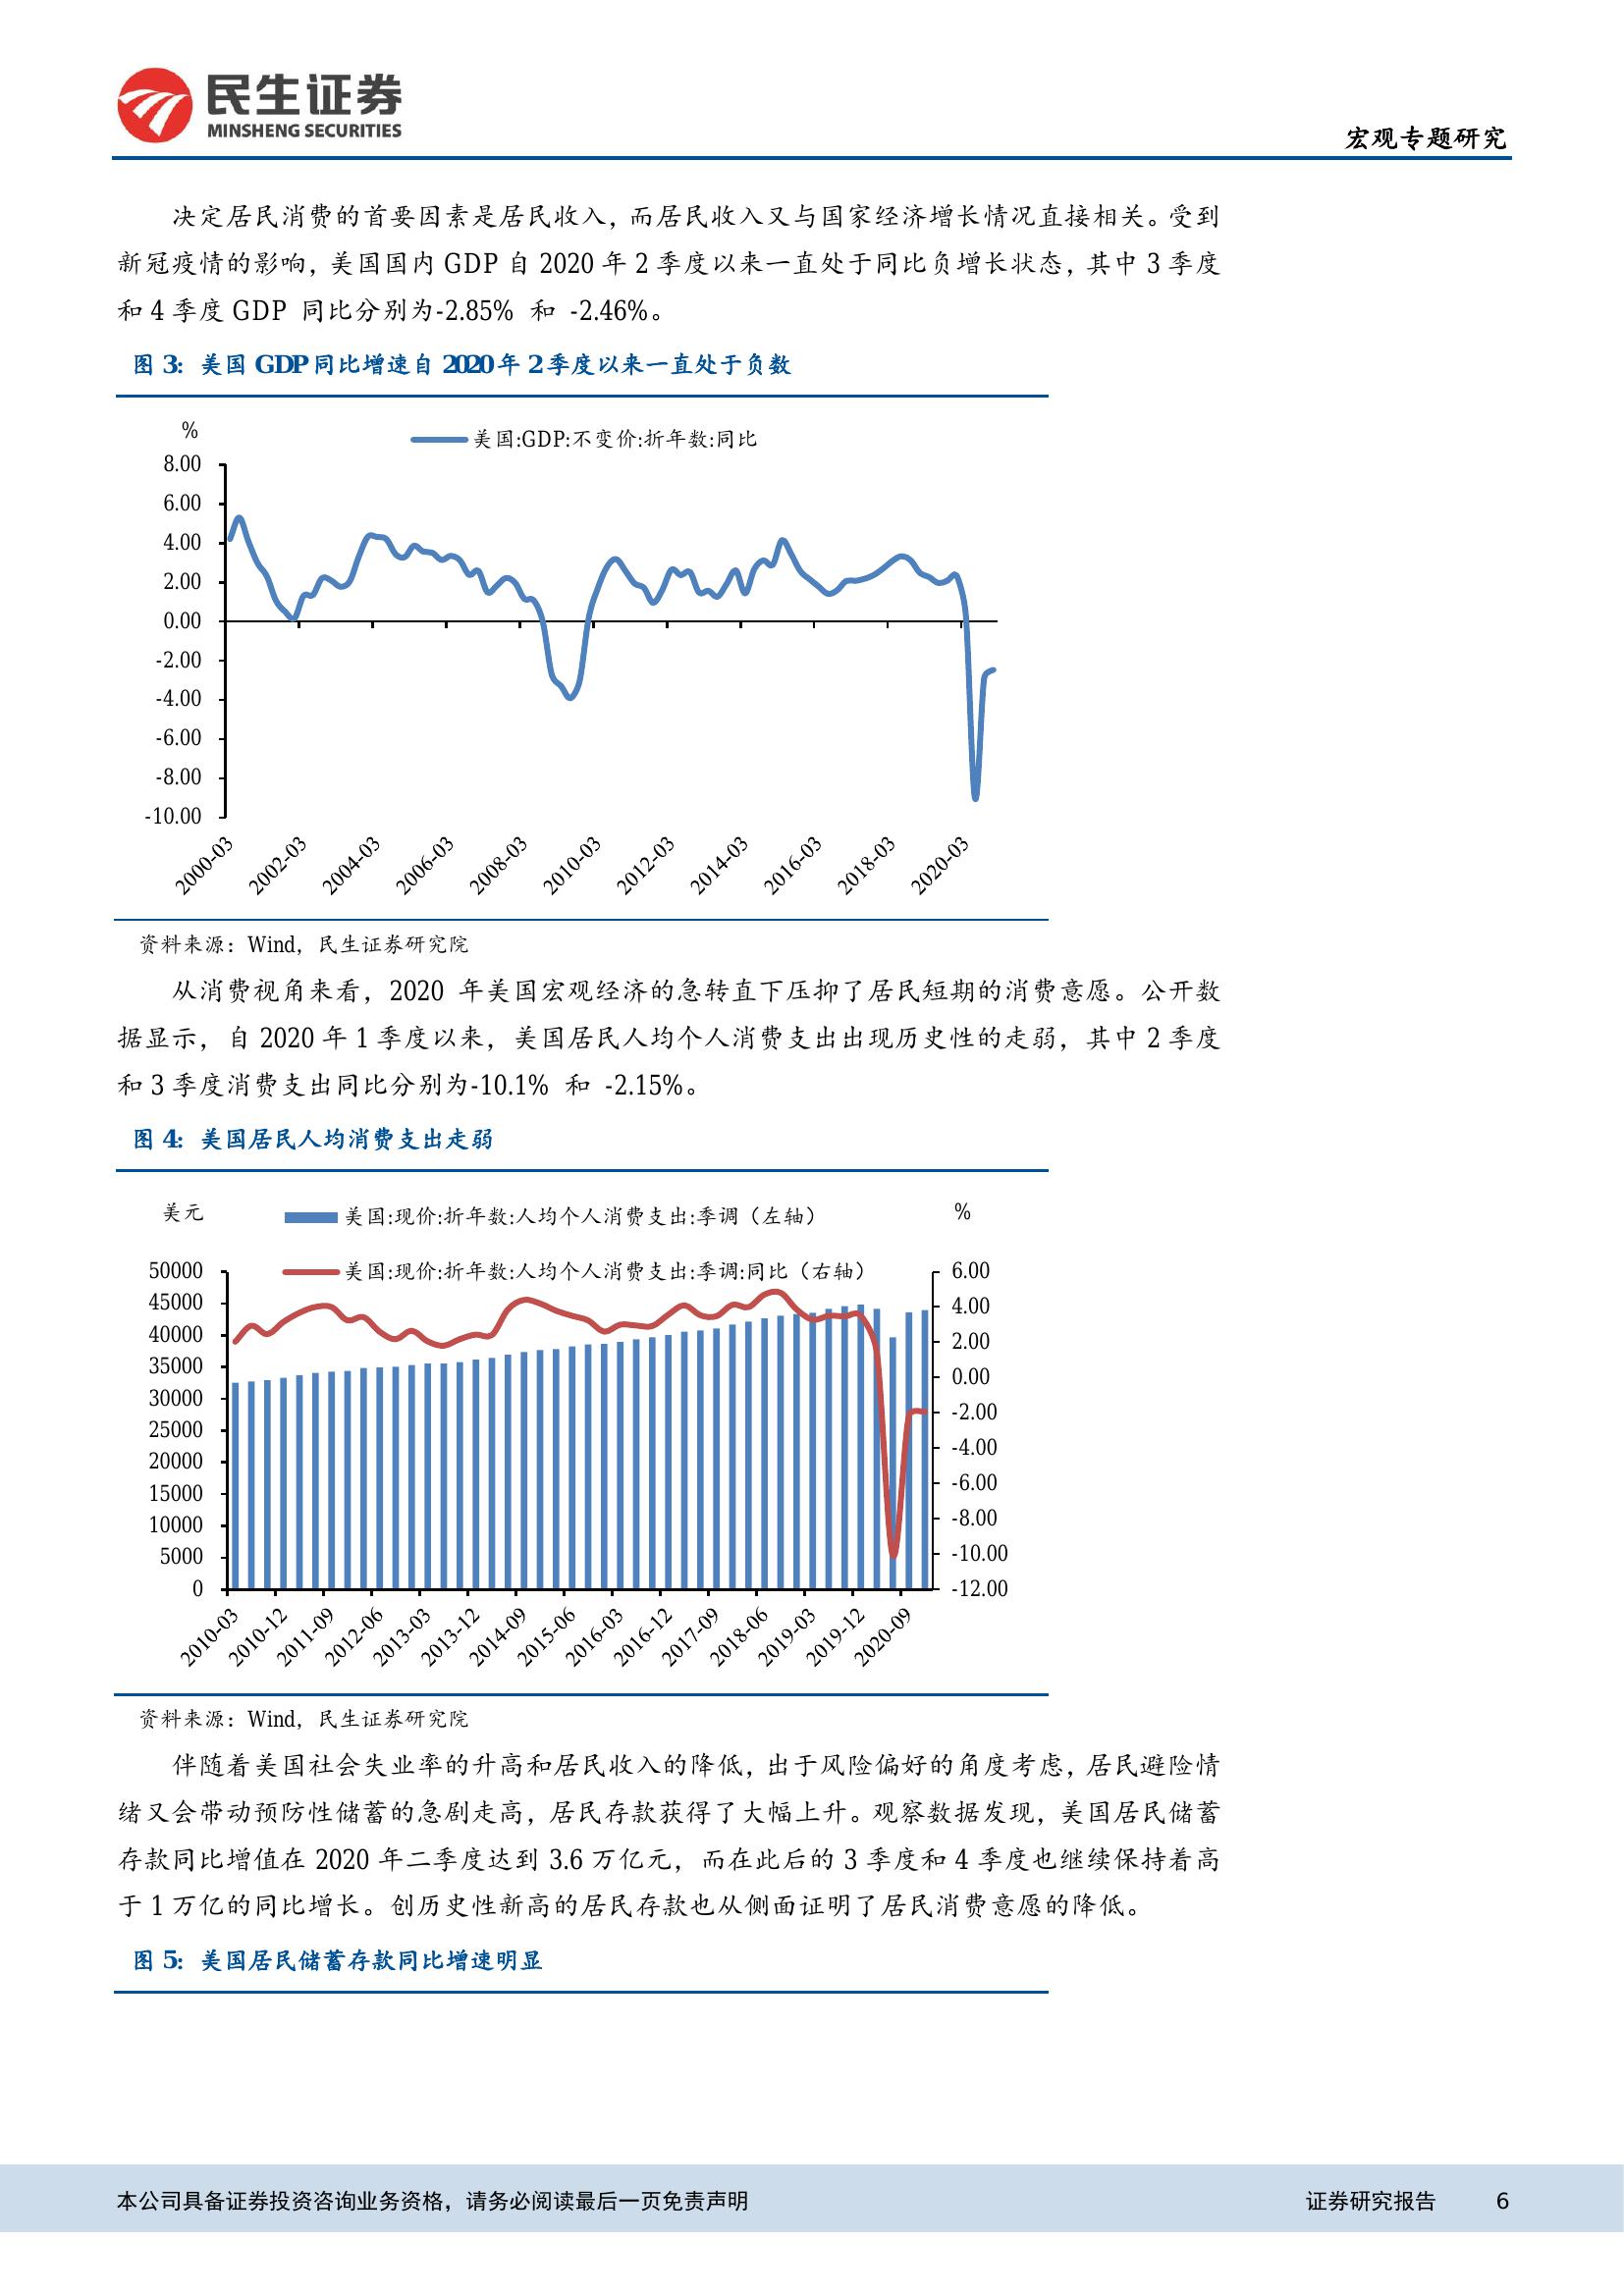 民生证券
MINSHENG SECURITIES
宏观专题研究
决定居民消费的首要因素是居民收入，而居民收入又与国家经济增长情况直接相关。受到
新冠疫情的影响，美国国内 GDP 自 2020 年 2 季度以来一直处于同比负增长状态，其中 3 季度
和 4 季度 GDP 同比分别为-2.85% 和 -2.46%。
图 3：美国 GDP 同比增速自 2020 年 2 季度以来一直处于负数
%
美国:GDP:不变价:折年数:同比
8.00
6.00
4.00
2.00
0.00
-2.00
-4.00
-6.00
-8.00
-10.00
2000-03
2002-03
2004-03
2006-03
2008-03
2010-03
2012-03
2014-03
2016-03
2018-03
2020-03
资料来源：Wind，民生证券研究院
从消费视角来看，2020 年美国宏观经济的急转直下压抑了居民短期的消费意愿。公开数
据显示，自 2020 年 1 季度以来，美国居民人均个人消费支出出现历史性的走弱，其中 2 季度
和 3 季度消费支出同比分别为-10.1% 和 -2.15%。
图 4：美国居民人均消费支出走弱
美元
美国:现价:折年数:人均个人消费支出:季调（左轴）
%
美国:现价:折年数:人均个人消费支出:季调:同比（右轴）
50000
45000
40000
35000
30000
25000
20000
15000
10000
5000
0
6.00
4.00
2.00
0.00
-2.00
-4.00
-6.00
-8.00
-10.00
-12.00
2010-03
2010-12
2011-09
2012-06
2013-03
2013-12
2014-09
2015-06
2016-03
2016-12
2017-09
2018-06
2019-03
2019-12
2020-09
资料来源：Wind，民生证券研究院
伴随着美国社会失业率的升高和居民收入的降低，出于风险偏好的角度考虑，居民避险情
绪又会带动预防性储蓄的急剧走高，居民存款获得了大幅上升。观察数据发现，美国居民储蓄
存款同比增值在 2020 年二季度达到 3.6 万亿元，而在此后的 3 季度和 4 季度也继续保持着高
于 1 万亿的同比增长。创历史性新高的居民存款也从侧面证明了居民消费意愿的降低。
图 5：美国居民储蓄存款同比增速明显
本公司具备证券投资咨询业务资格，请务必阅读最后一页免责声明
证券研究报告 6